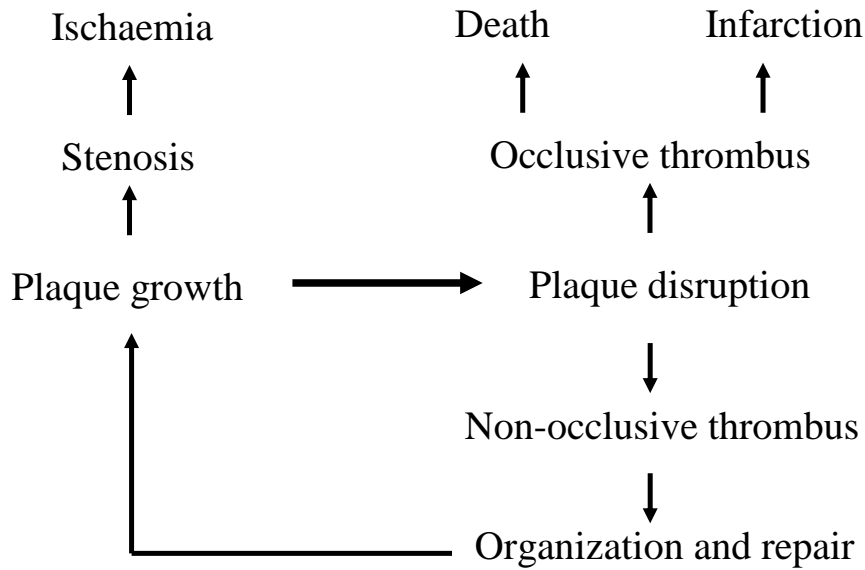 Ischaemia
Death
Infarction
Stenosis
Occlusive thrombus
Plaque growth
Plaque disruption
Non-occlusive thrombus
Organization and repair